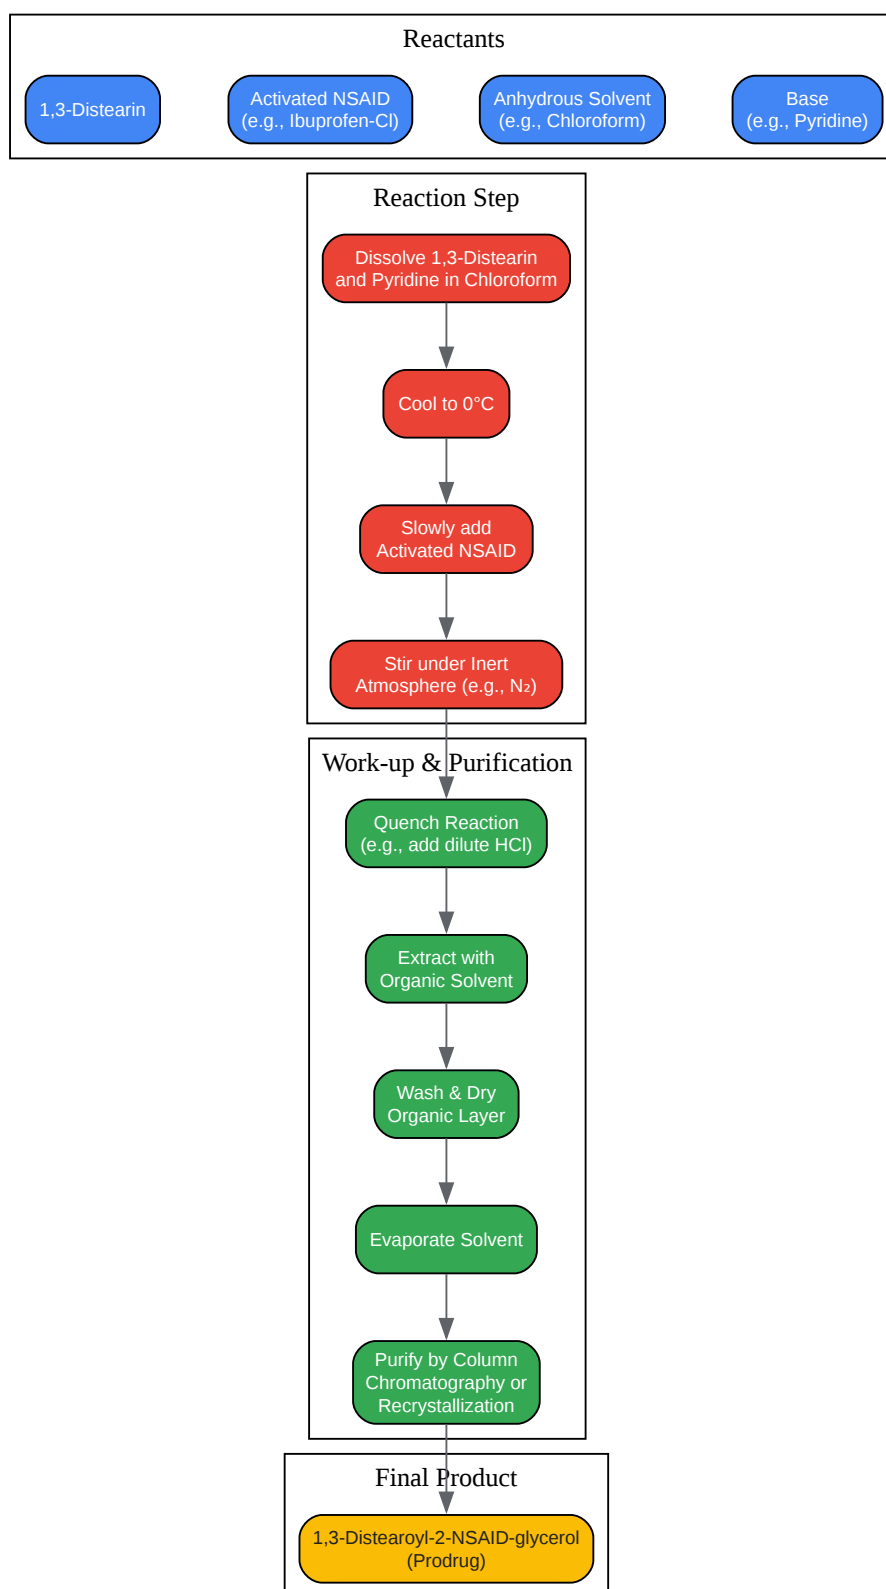 Reactants
1,3-Distearin
Activated NSAID
(e.g., Ibuprofen-Cl)
Anhydrous Solvent
(e.g., Chloroform)
Base
(e.g., Pyridine)
Reaction Step
Dissolve 1,3-Distearin
and Pyridine in Chloroform
Cool to 0°C
Slowly add
Activated NSAID
Stir under Inert
Atmosphere (e.g., N₂)
Work-up & Purification
Quench Reaction
(e.g., add dilute HCl)
Extract with
Organic Solvent
Wash & Dry
Organic Layer
Evaporate Solvent
Purify by Column
Chromatography or
Recrystallization
Final Product
1,3-Distearoyl-2-NSAID-glycerol
(Prodrug)